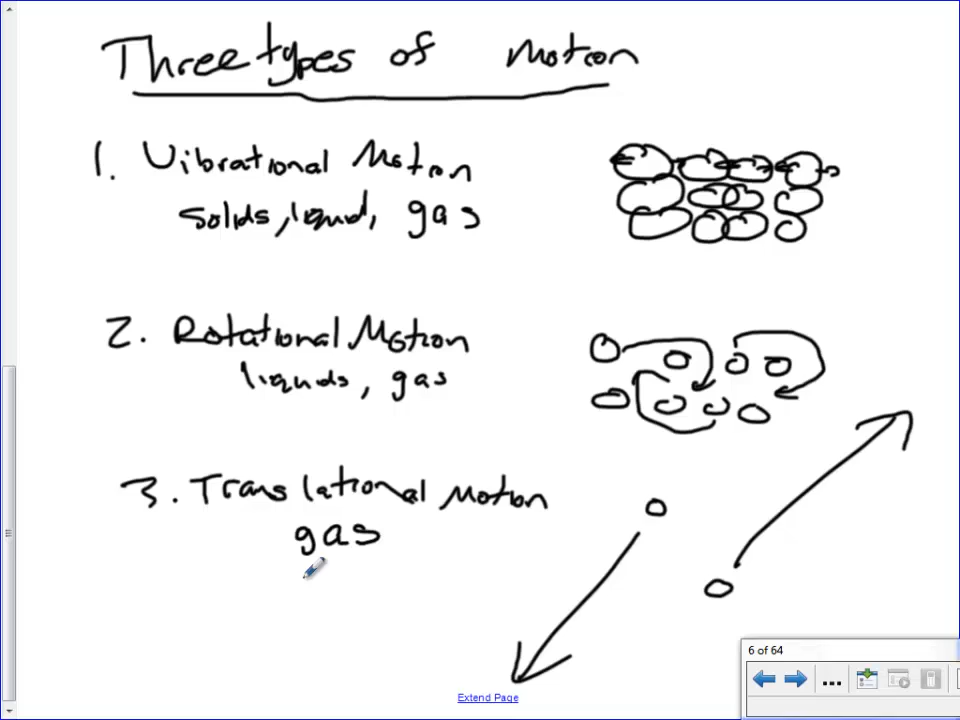 Three types of Motion
1. Vibrational Motion
solids, liquid, gas
2. Rotational Motion
liquids, gas
3. Translational Motion
gas
6 of 64
Extend Page